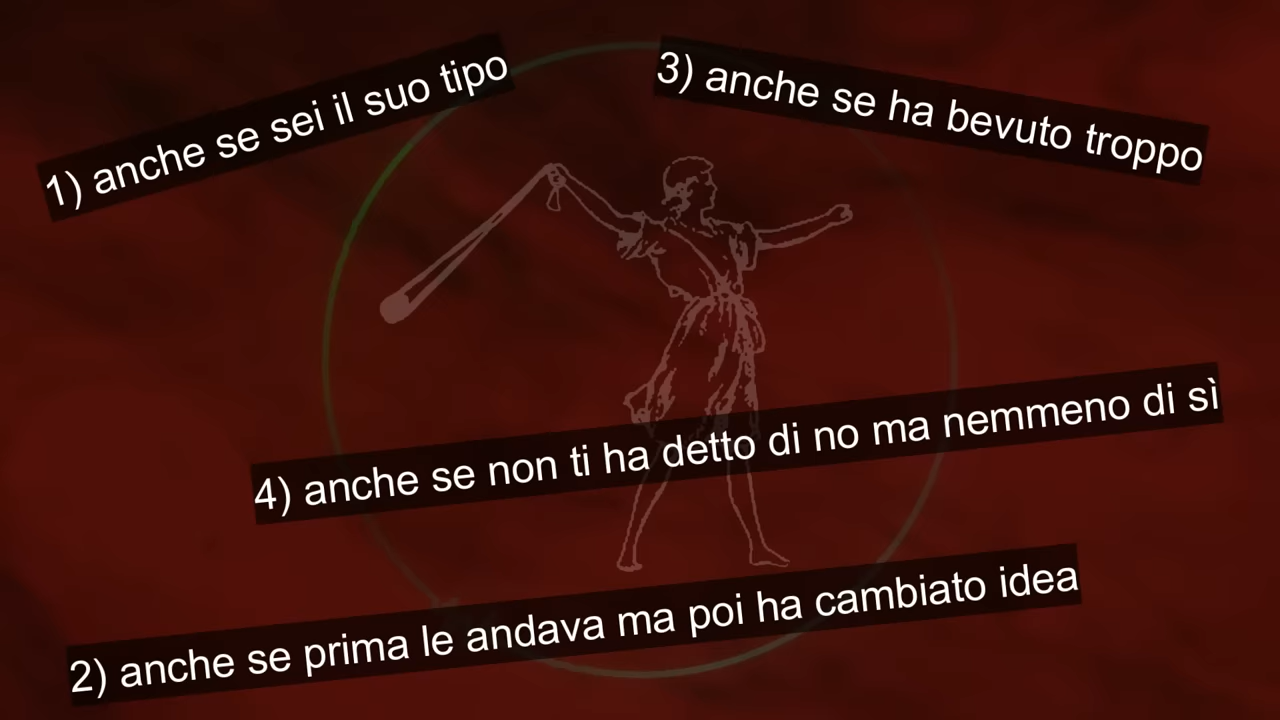 1) anche se sei il suo tipo
3) anche se ha bevuto troppo
4) anche se non ti ha detto di no ma nemmeno di sì
2) anche se prima le andava ma poi ha cambiato idea